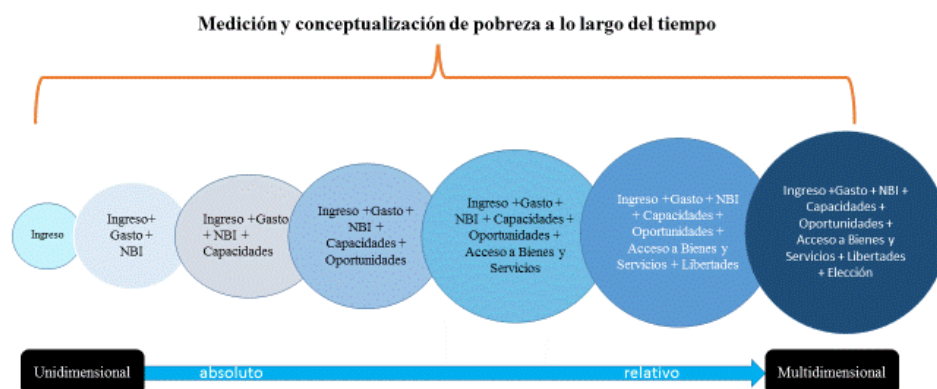 Medición y conceptualización de pobreza a lo largo del tiempo
Ingreso
Ingreso+
Gasto +
NBI
Ingreso +Gasto
+ NBI +
Capacidades
Ingreso +Gasto +
NBI +
Capacidades +
Oportunidades
Ingreso +Gasto +
NBI + Capacidades +
Oportunidades +
Acceso a Bienes y
Servicios
Ingreso +Gasto + NBI
+ Capacidades +
Oportunidades +
Acceso a Bienes y
Servicios + Libertades
Ingreso +Gasto + NBI +
Capacidades +
Oportunidades +
Acceso a Bienes y
Servicios + Libertades
+ Elección
Unidimensional
absoluto
relativo
Multidimensional